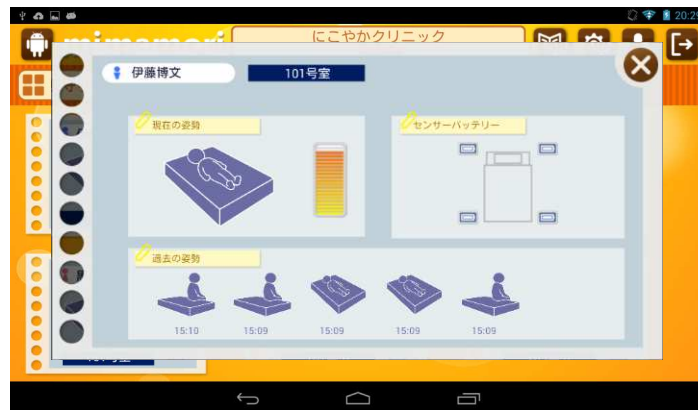 20:29
mimamori
にこやかクリニック
伊藤博文
101号室
現在の姿勢
センサーバッテリー
過去の姿勢
15:10
15:09
15:09
15:09
15:09